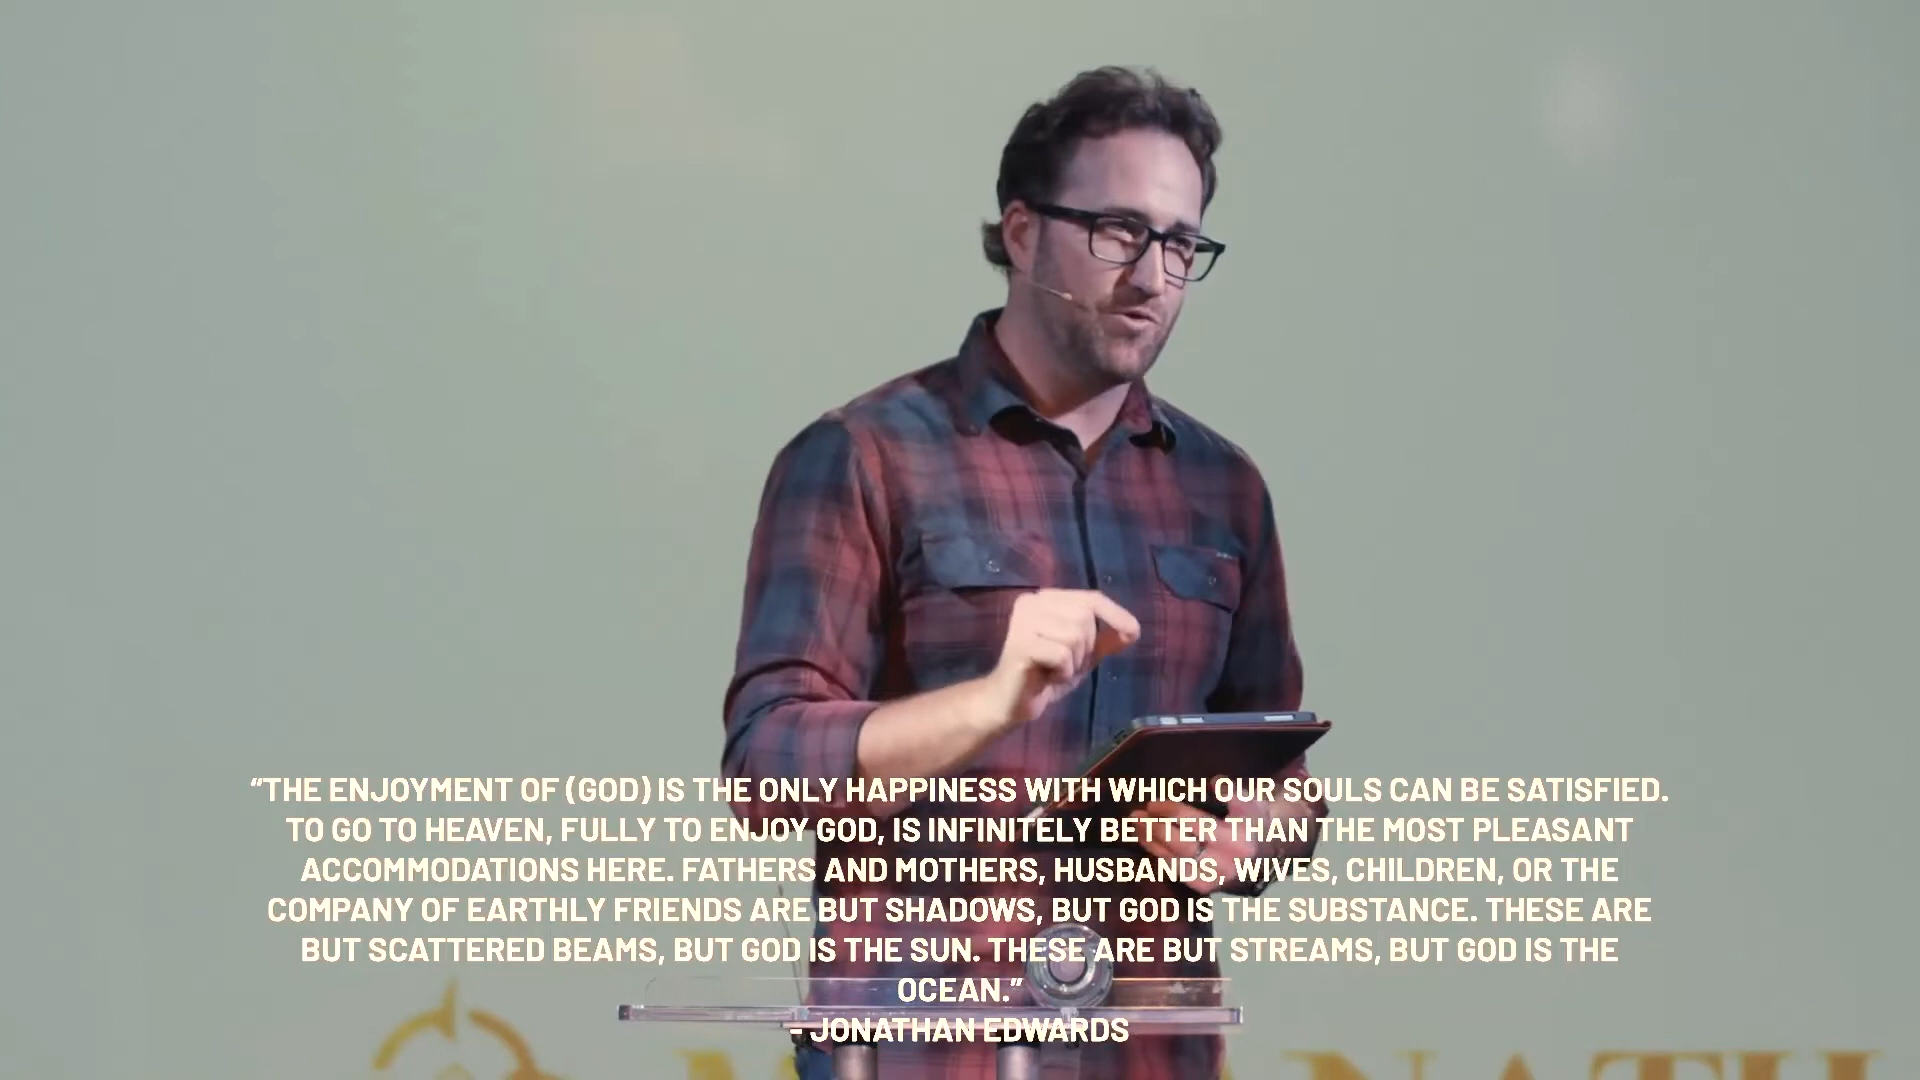 “THE ENJOYMENT OF (GOD) IS THE ONLY HAPPINESS WITH WHICH OUR SOULS CAN BE SATISFIED.
TO GO TO HEAVEN, FULLY TO ENJOY GOD, IS INFINITELY BETTER THAN THE MOST PLEASANT
ACCOMMODATIONS HERE. FATHERS AND MOTHERS, HUSBANDS, WIVES, CHILDREN, OR THE
COMPANY OF EARTHLY FRIENDS ARE BUT SHADOWS, BUT GOD IS THE SUBSTANCE. THESE ARE
BUT SCATTERED BEAMS, BUT GOD IS THE SUN. THESE ARE BUT STREAMS, BUT GOD IS THE
OCEAN.”
- JONATHAN EDWARDS